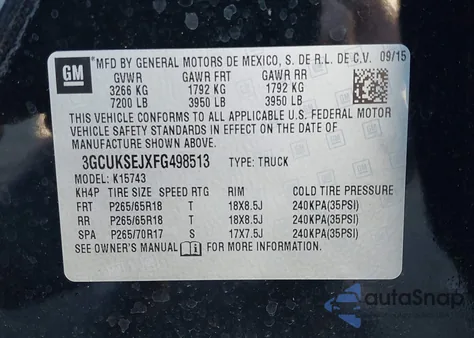 GM
MFD BY GENERAL MOTORS DE MEXICO, S. DE R.L. DE C.V. 09/15
GVWR GAWR FRT GAWR RR
3266 KG 1792 KG 1792 KG
7200 LB 3950 LB 3950 LB
THIS VEHICLE CONFORMS TO ALL APPLICABLE U.S. FEDERAL MOTOR
VEHICLE SAFETY AND THEFT PREVENTION STANDARDS IN EFFECT ON THE DATE OF
MANUFACTURE SHOWN ABOVE.
3GCUKSEJXFG498513 TYPE: TRUCK
MODEL: K15743
KH4P TIRE SIZE SPEED RTG RIM COLD TIRE PRESSURE
FRT P265/65R18 T 18X8.5J 240KPA(35PSI)
RR P265/65R18 T 18X8.5J 240KPA(35PSI)
SPA P265/70R17 S 17X7.5J 240KPA(35PSI)
SEE OWNER'S MANUAL FOR MORE INFORMATION.
autoSnap